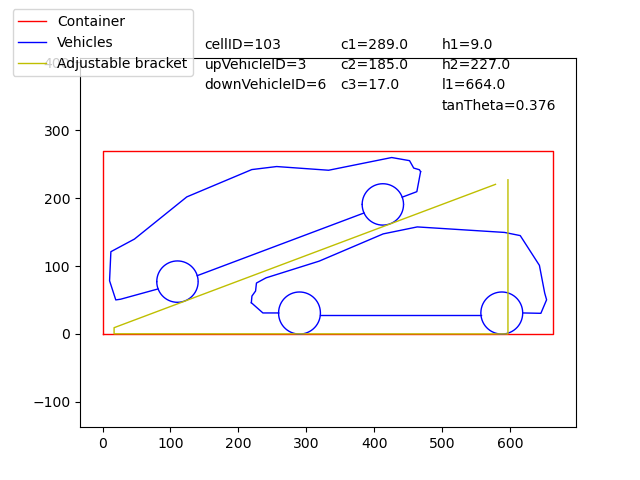 Container
Vehicles
Adjustable bracket
cellID=103 c1=289.0 h1=9.0
upVehicleID=3 c2=185.0 h2=227.0
downVehicleID=6 c3=17.0 l1=664.0
tanTheta=0.376
400
300
200
100
0
−100
0 100 200 300 400 500 600